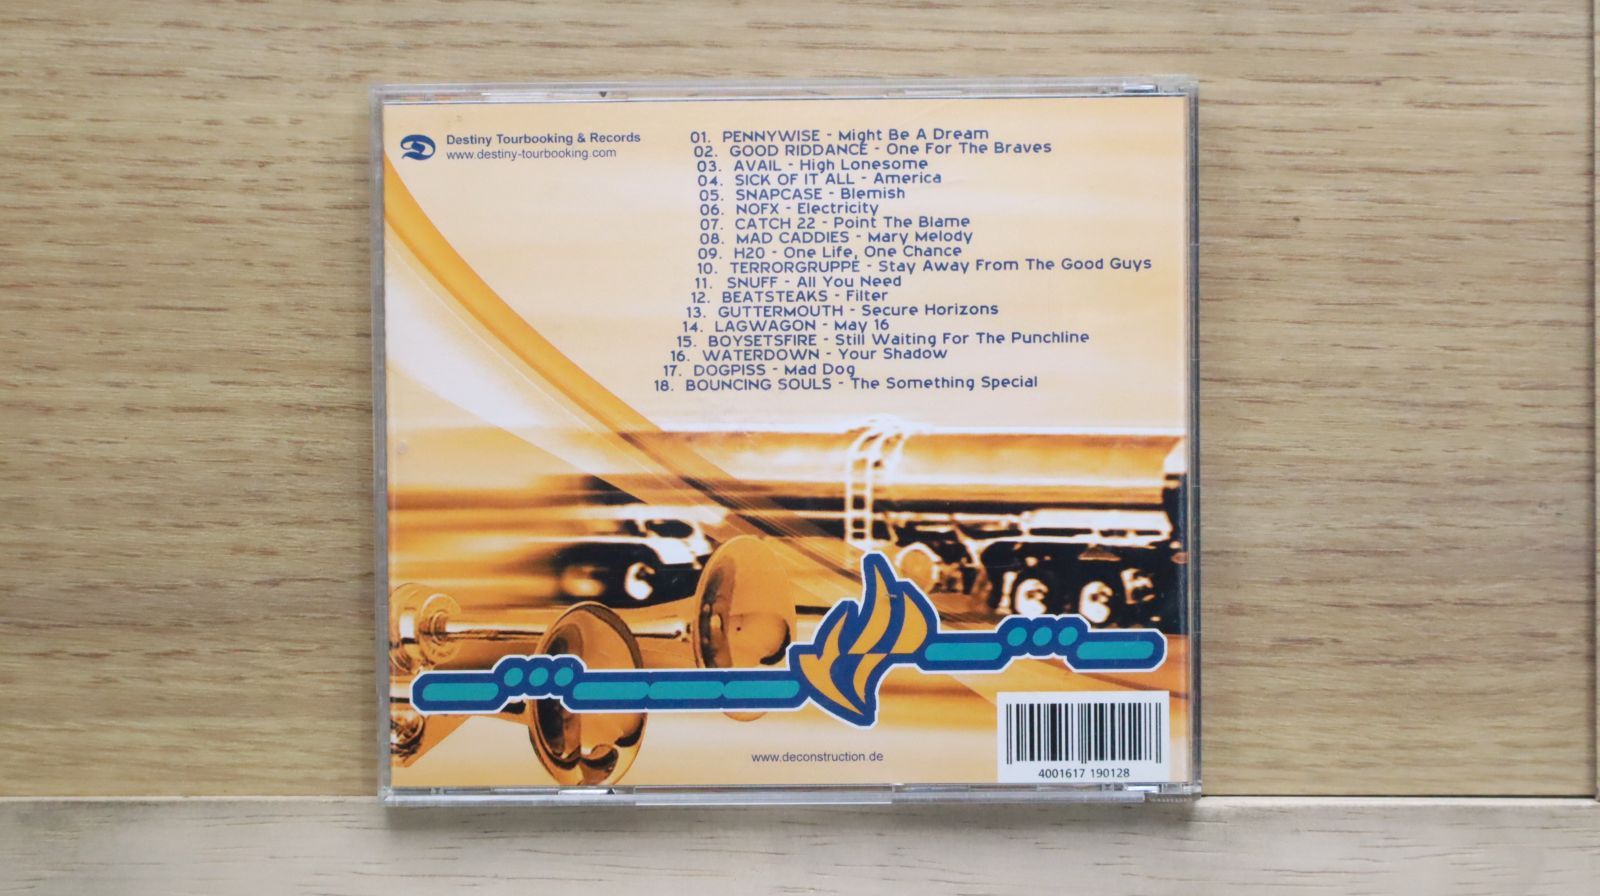 Destiny Tourbooking & Records
www.destiny-tourbooking.com
01. PENNYWISE - Might Be A Dream
02. GOOD RIDDANCE - One For The Braves
03. AVAIL - High Lonesome
04. SICK OF IT ALL - America
05. SNAPCASE - Blemish
06. NOFX - Electricity
07. CATCH 22 - Point The Blame
08. MAD CADDIES - Mary Melody
09. H2O - One Life, One Chance
10. TERRORGRUPPE - Stay Away From The Good Guys
11. SNUFF - All You Need
12. BEATSTEAKS - Filter
13. GUTTERMOUTH - Secure Horizons
14. LAGWAGON - May 16
15. BOYSETSFIRE - Still Waiting For The Punchline
16. WATERDOWN - Your Shadow
17. DOGPISS - Mad Dog
18. BOUNCING SOULS - The Something Special
www.deconstruction.de
4001617 190128